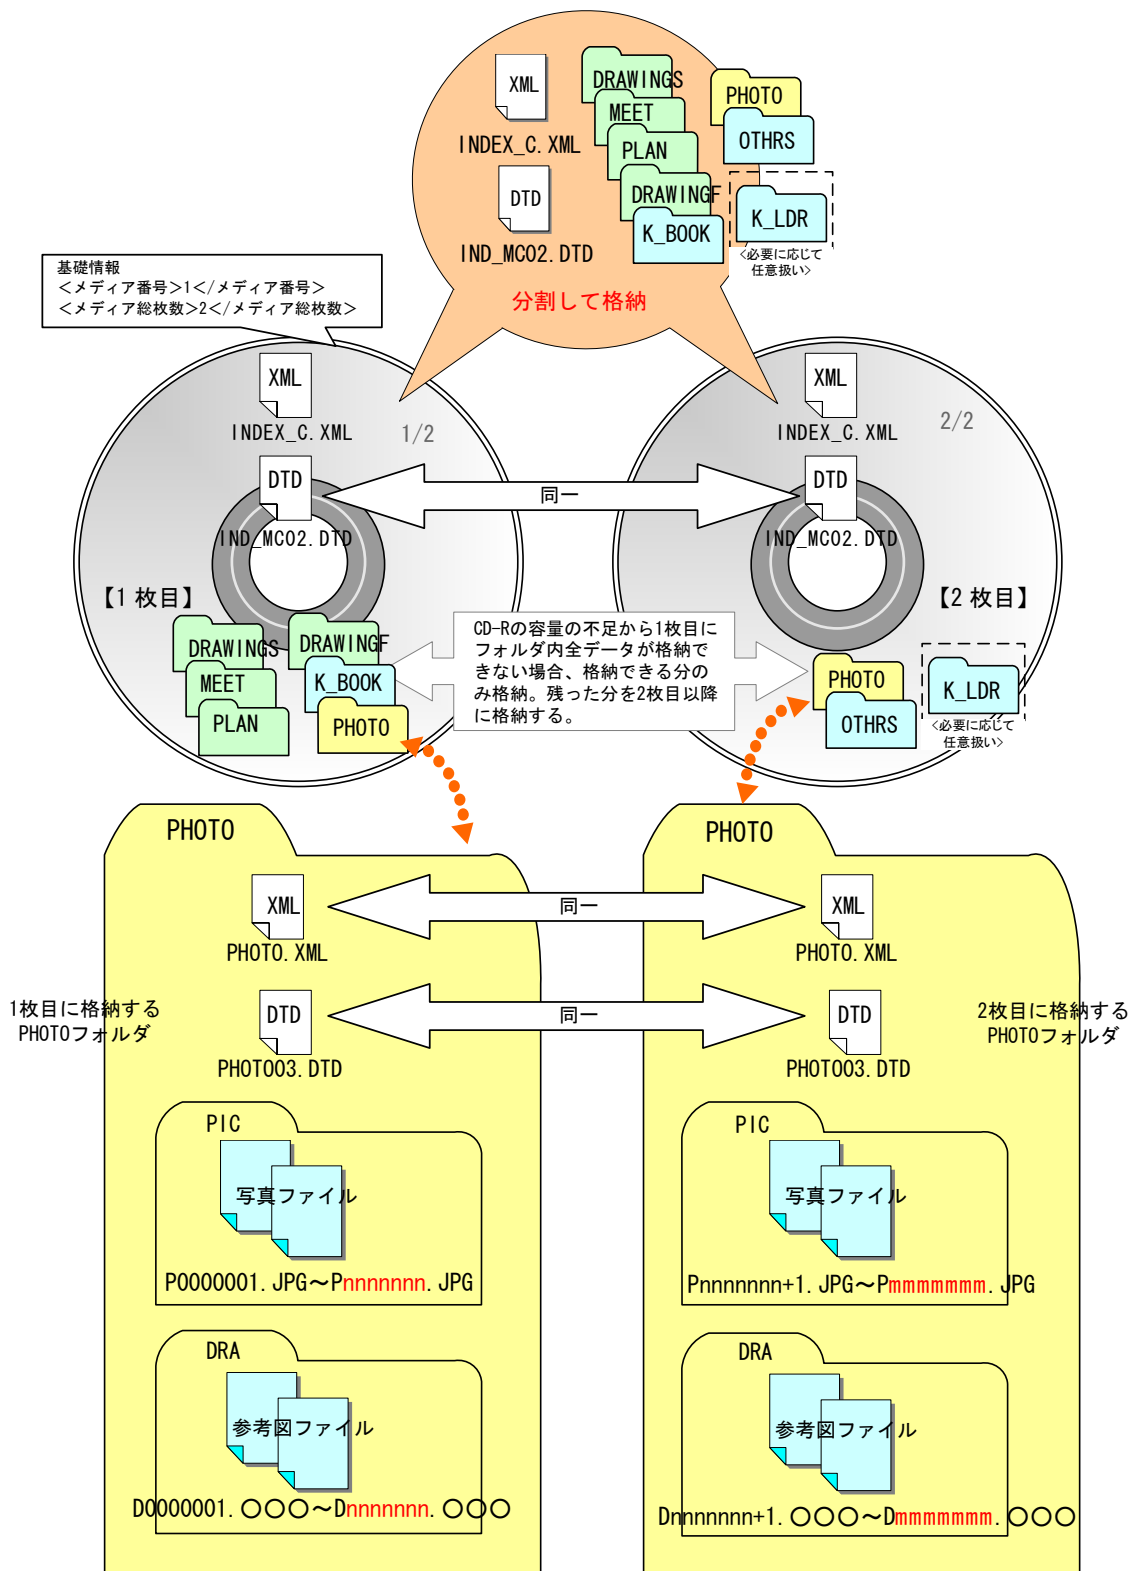 XML
INDEX_C.XML
DTD
IND_MC02.DTD
DRAWINGS
MEET
PLAN
DRAWINGF
K_BOOK
PHOTO
OTHRS
K_LDR
<必要に応じて
任意扱い>
分割して格納
基礎情報
<メディア番号>1</メディア番号>
<メディア総枚数>2</メディア総枚数>
XML
INDEX_C.XML
1/2
DTD
IND_MC02.DTD
【1枚目】
DRAWINGS
MEET
PLAN
DRAWINGF
K_BOOK
PHOTO
同一
CD-Rの容量の不足から1枚目に
フォルダ内全データが格納で
きない場合、格納できる分の
み格納。残った分を2枚目以降
に格納する。
XML
INDEX_C.XML
2/2
DTD
IND_MC02.DTD
【2枚目】
PHOTO
OTHRS
K_LDR
<必要に応じて
任意扱い>
PHOTO
XML
PHOTO.XML
同一
1枚目に格納する
PHOTOフォルダ
DTD
PHOTO03.DTD
同一
PIC
写真ファイル
P0000001.JPG～Pnnnnnnn.JPG
DRA
参考図ファイル
D0000001.○○○～Dnnnnnnn.○○○
PHOTO
XML
PHOTO.XML
2枚目に格納する
PHOTOフォルダ
DTD
PHOTO03.DTD
PIC
写真ファイル
Pnnnnnnn+1.JPG～Pmmmmmmm.JPG
DRA
参考図ファイル
Dnnnnnnn+1.○○○～Dmmmmmmm.○○○